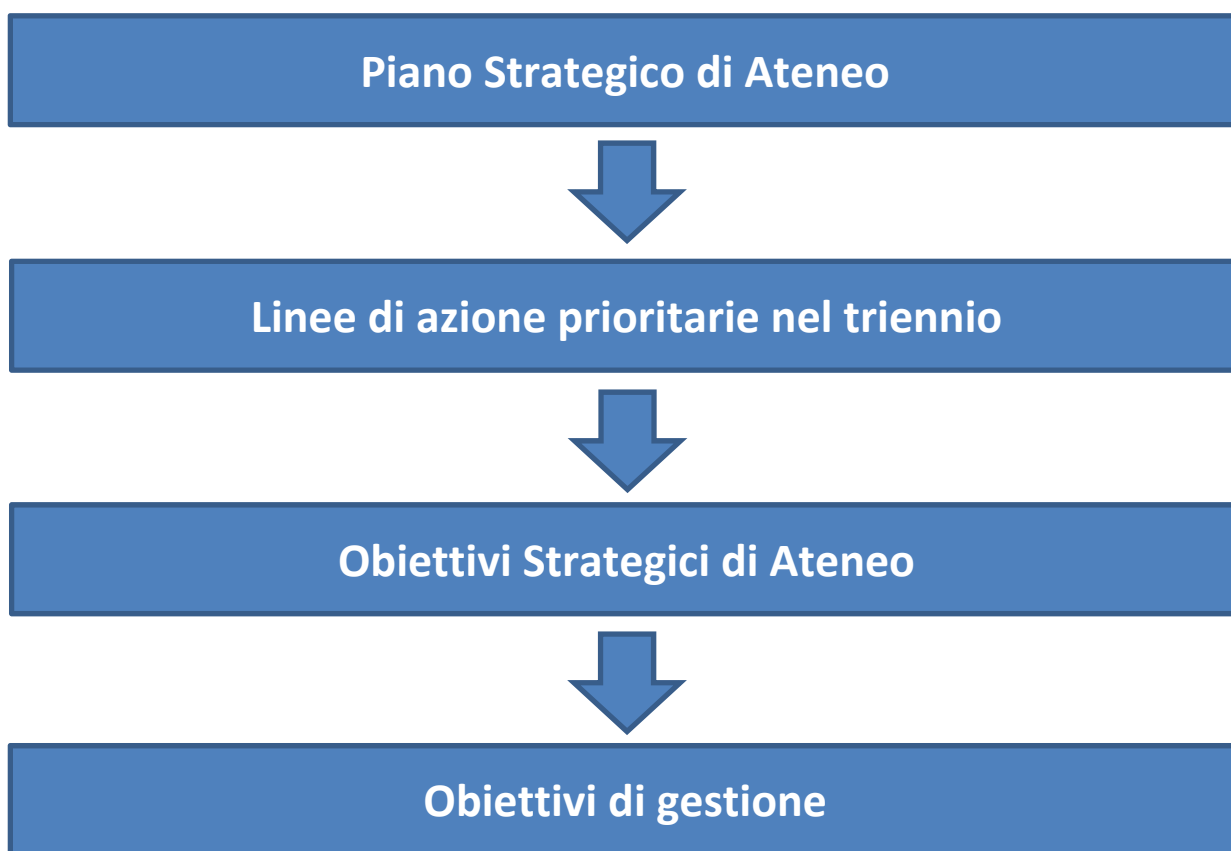 Piano Strategico di Ateneo
Linee di azione prioritarie nel triennio
Obiettivi Strategici di Ateneo
Obiettivi di gestione